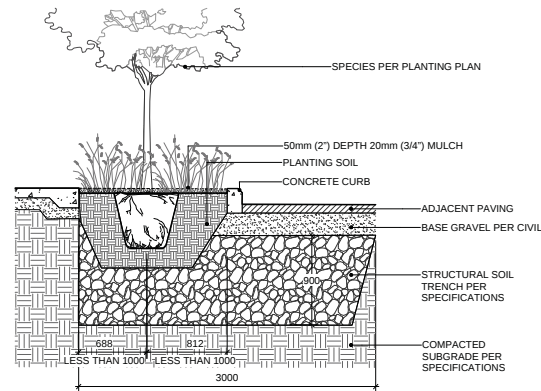 SPECIES PER PLANTING PLAN
50mm (2") DEPTH 20mm (3/4") MULCH
PLANTING SOIL
CONCRETE CURB
ADJACENT PAVING
BASE GRAVEL PER CIVIL
900
STRUCTURAL SOIL
TRENCH PER
SPECIFICATIONS
688
812
LESS THAN 1000
LESS THAN 1000
COMPACTED
SUBGRADE PER
SPECIFICATIONS
3000